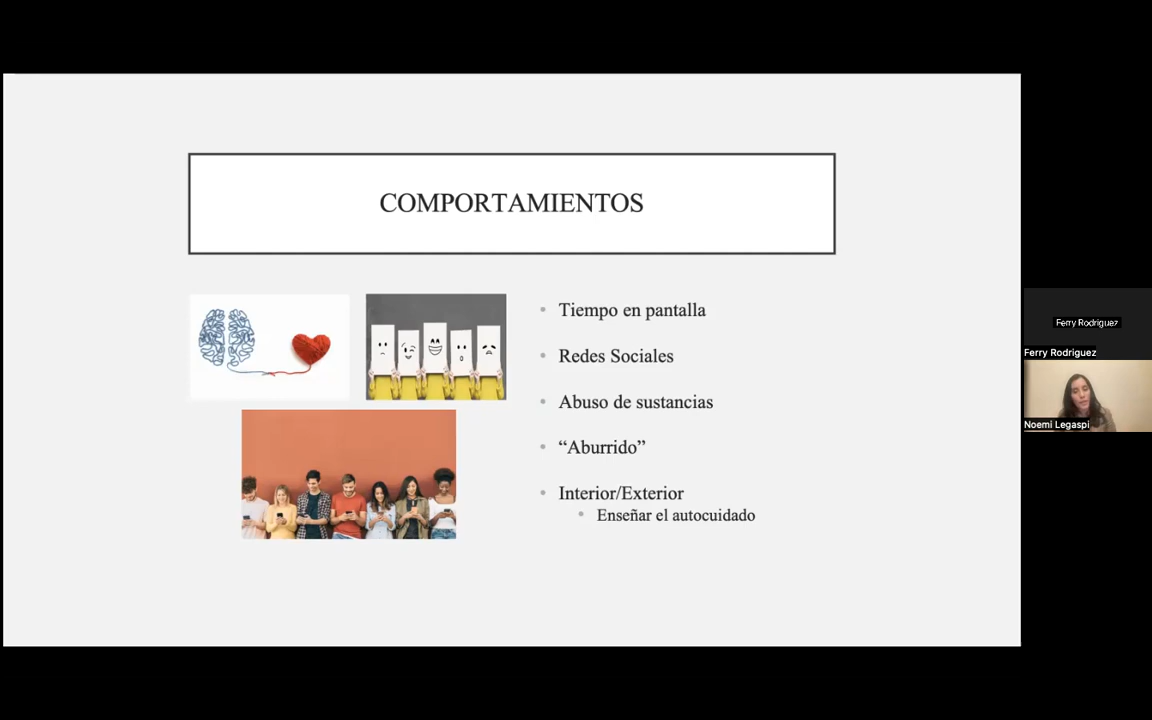 COMPORTAMIENTOS
Tiempo en pantalla
Redes Sociales
Abuso de sustancias
“Aburrido”
Interior/Exterior
Enseñar el autocuidado
Ferry Rodriguez
Ferry Rodriguez
Noemi Legaspi